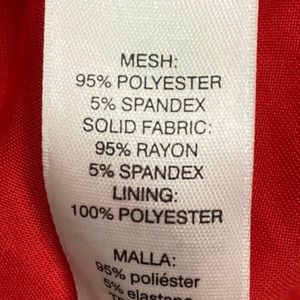 MESH:
95% POLYESTER
5% SPANDEX
SOLID FABRIC:
95% RAYON
5% SPANDEX
LINING:
100% POLYESTER
MALLA:
95% poliéster
5% elastano